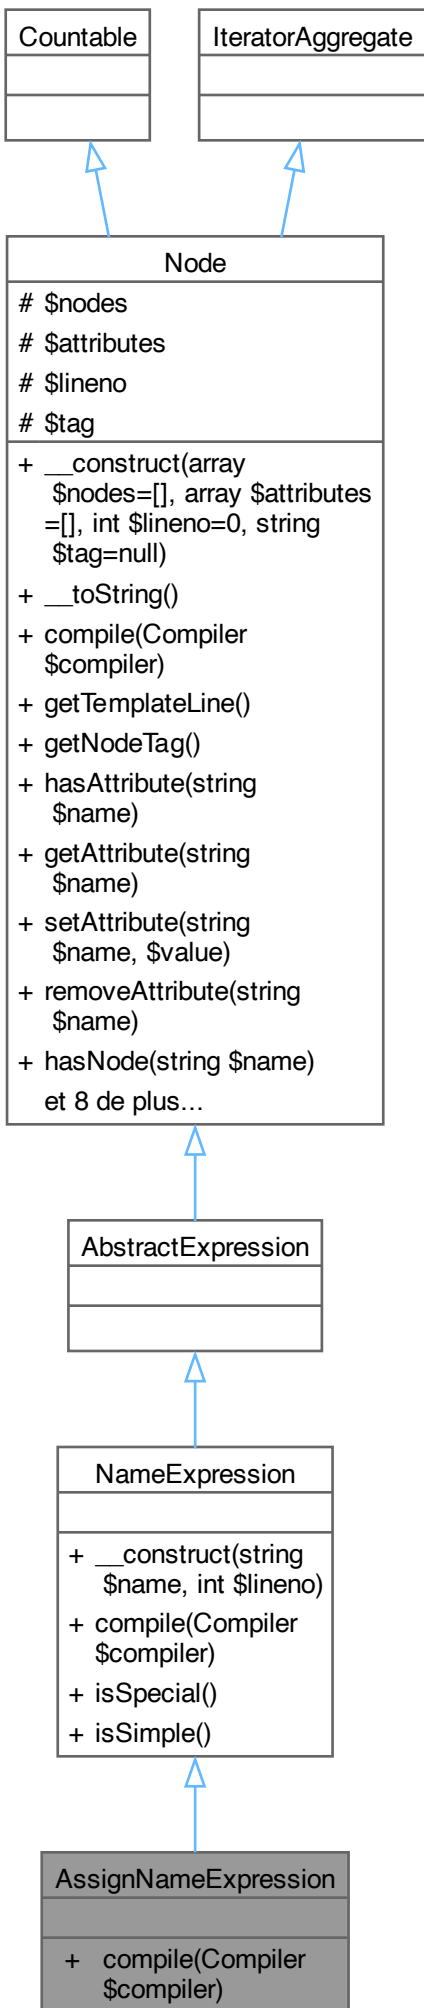 Countable
IteratorAggregate
Node
# $nodes
# $attributes
# $lineno
# $tag
+ __construct(array
$nodes=[], array $attributes
=[], int $lineno=0, string
$tag=null)
+ __toString()
+ compile(Compiler
$compiler)
+ getTemplateLine()
+ getNodeTag()
+ hasAttribute(string
$name)
+ getAttribute(string
$name)
+ setAttribute(string
$name, $value)
+ removeAttribute(string
$name)
+ hasNode(string $name)
et 8 de plus...
AbstractExpression
NameExpression
+ __construct(string
$name, int $lineno)
+ compile(Compiler
$compiler)
+ isSpecial()
+ isSimple()
AssignNameExpression
+ compile(Compiler
$compiler)